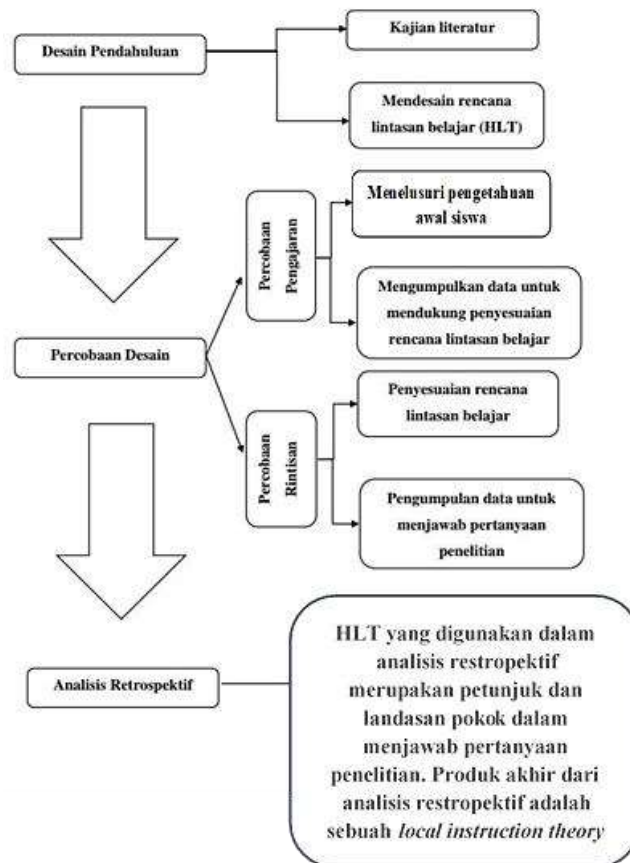 Desain Pendahuluan
Kajian literatur
Mendesain rencana
lintasan belajar (HLT)
Percobaan Desain
Percobaan
Pengajaran
Menelusuri pengetahuan
awal siswa
Mengumpulkan data untuk
mendukung penyesuaian
rencana lintasan belajar
Percobaan
Rintisan
Penyesuaian rencana
lintasan belajar
Pengumpulan data untuk
menjawab pertanyaan
penelitian
Analisis Retrospektif
HLT yang digunakan dalam
analisis restropektif
merupakan petunjuk dan
landasan pokok dalam
menjawab pertanyaan
penelitian. Produk akhir dari
analisis restropektif adalah
sebuah local instruction theory